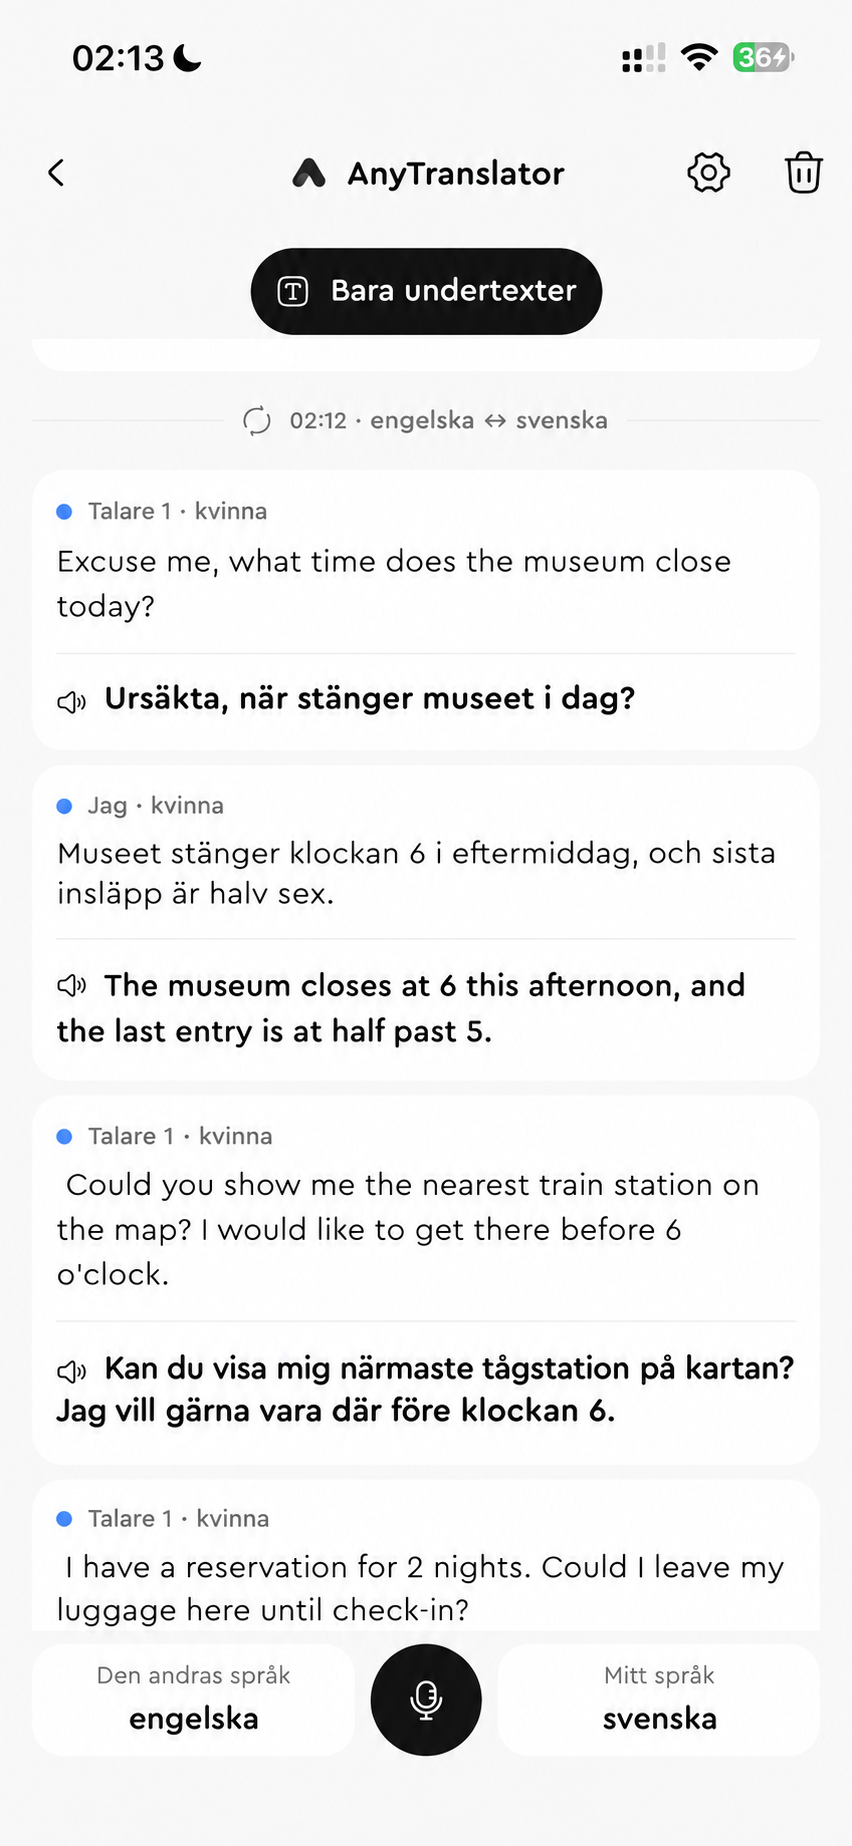 02:13
36
AnyTranslator
Bara undertexter
02:12 · engelska ↔ svenska
Talare 1 · kvinna
Excuse me, what time does the museum close
today?
Ursäkta, när stänger museet i dag?
Jag · kvinna
Museet stänger klockan 6 i eftermiddag, och sista
insläpp är halv sex.
The museum closes at 6 this afternoon, and
the last entry is at half past 5.
Talare 1 · kvinna
Could you show me the nearest train station on
the map? I would like to get there before 6
o'clock.
Kan du visa mig närmaste tågstation på kartan?
Jag vill gärna vara där före klockan 6.
Talare 1 · kvinna
I have a reservation for 2 nights. Could I leave my
luggage here until check-in?
Den andras språk
engelska
Mitt språk
svenska